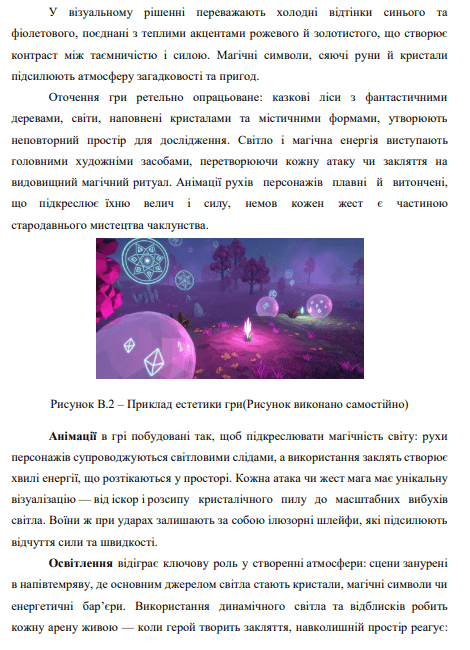 У візуальному рішенні переважають холодні відтінки синього та
фіолетового, поєднані з теплими акцентами рожевого й золотистого, що створює
контраст між таємничістю і силою. Магічні символи, сяючі руни й кристали
підсилюють атмосферу загадковості та пригод.
Оточення гри ретельно опрацьоване: казкові ліси з фантастичними
деревами, світи, наповнені кристалами та містичними формами, утворюють
неповторний простір для дослідження. Світло і магічна енергія виступають
головними художніми засобами, перетворюючи кожну атаку чи закляття на
видовищний магічний ритуал. Анімації рухів персонажів плавні й витончені,
що підкреслює їхню велич і силу, немов кожен жест є частиною
стародавнього мистецтва чаклунства.
Рисунок В.2 – Приклад естетики гри(Рисунок виконано самостійно)
Анімації в грі побудовані так, щоб підкреслювати магічність світу: рухи
персонажів супроводжуються світловими слідами, а використання заклять створює
хвилі енергії, що розтікаються у просторі. Кожна атака чи жест мага має унікальну
візуалізацію — від іскор і розсипу кристалічного пилу до масштабних вибухів
світла. Воїни ж при ударах залишають за собою ілюзорні шлейфи, які підсилюють
відчуття сили та швидкості.
Освітлення відіграє ключову роль у створенні атмосфери: сцени занурені
в напівтемряву, де основним джерелом світла стають кристали, магічні символи чи
енергетичні бар’єри. Використання динамічного світла та відблисків робить
кожну арену живою — коли герой творить закляття, навколишній простір реагує: